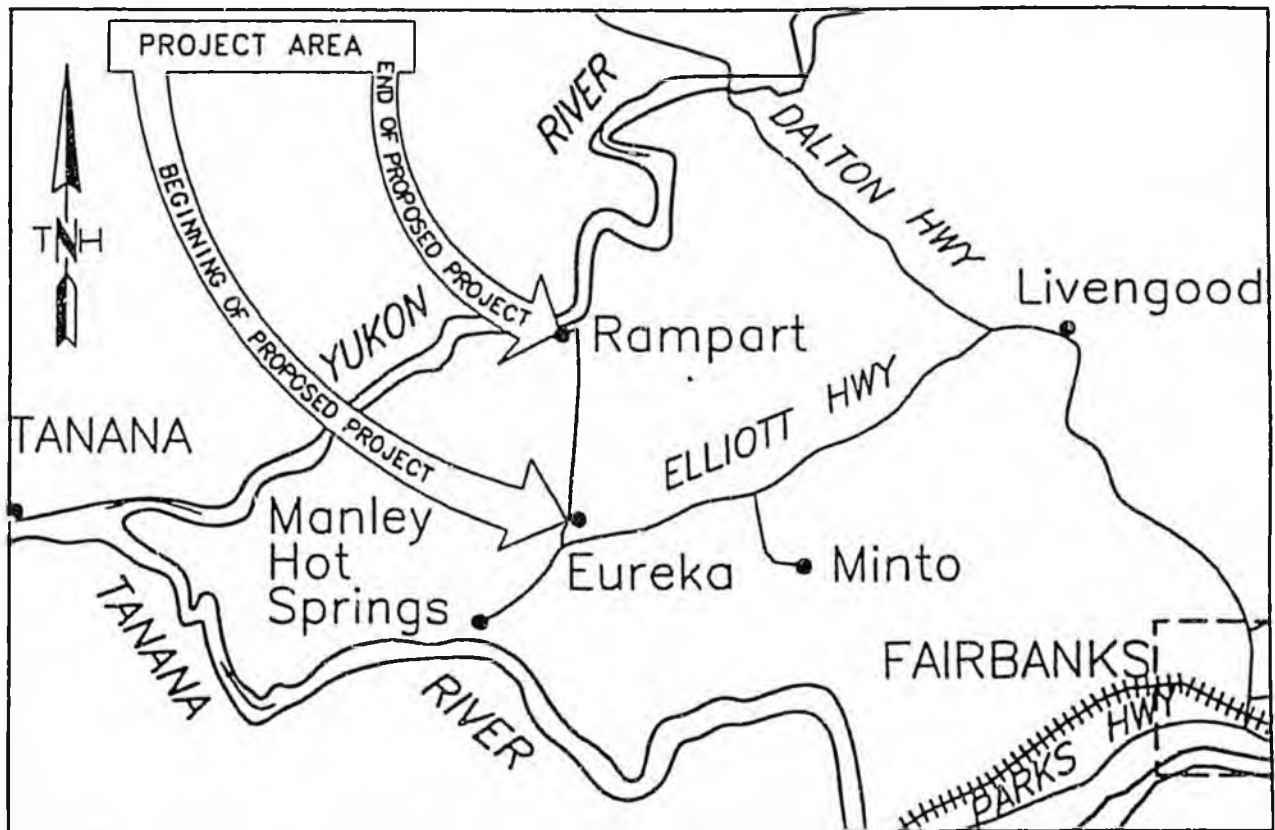 PROJECT AREA
END OF PROPOSED PROJECT
BEGINNING OF PROPOSED PROJECT
TNH
YUKON
RIVER
DALTON HWY
Livengood
Rampart
ELLIOTT HWY
TANANA
Manley
Hot
Springs
Eureka
Minto
TANANA
RIVER
FAIRBANKS
PARKS HWY